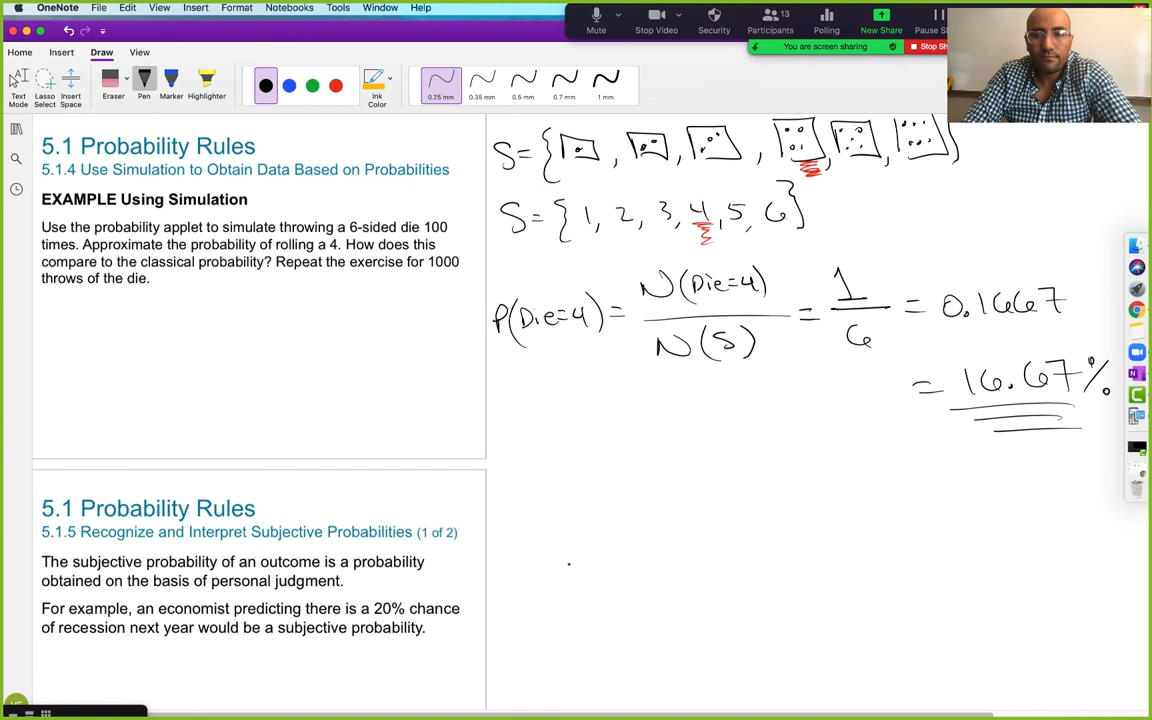 OneNote File Edit View Insert Format Notebooks Tools Window Help
Mute Stop Video Security 13 Participants Polling New Share Pause Sh
You are screen sharing Stop Sh
Home Insert Draw View
Text Mode Lasso Select Insert Space Eraser Pen Marker Highlighter Ink Color 0.25 mm 0.35 mm 0.5 mm 0.7 mm 1 mm
5.1 Probability Rules
5.1.4 Use Simulation to Obtain Data Based on Probabilities
EXAMPLE Using Simulation
Use the probability applet to simulate throwing a 6-sided die 100
times. Approximate the probability of rolling a 4. How does this
compare to the classical probability? Repeat the exercise for 1000
throws of the die.
S={ , , , , , }
S={1, 2, 3, 4, 5, 6}
P(Die=4) = N(Die=4) / N(S) = 1/6 = 0.1667
= 16.67%
5.1 Probability Rules
5.1.5 Recognize and Interpret Subjective Probabilities (1 of 2)
The subjective probability of an outcome is a probability
obtained on the basis of personal judgment.
For example, an economist predicting there is a 20% chance
of recession next year would be a subjective probability.